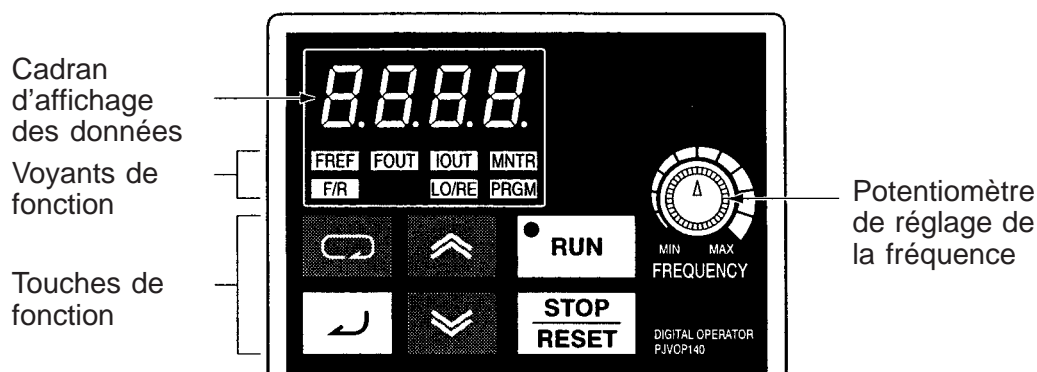 Cadran
d'affichage
des données
Voyants de
fonction
Touches de
fonction
8.8.8.8.
FREF FOUT IOUT MNTR
F/R LO/RE PRGM
RUN
STOP
RESET
MIN MAX
FREQUENCY
DIGITAL OPERATOR
PJVOP140
Potentiomètre
de réglage de
la fréquence